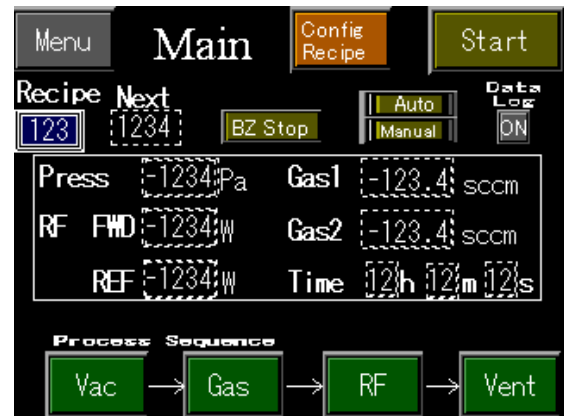 Menu Main Config Recipe Start
Recipe Next Data Log
123 1234 BZ Stop Auto Manual ON
Press -1234 Pa Gas1 -123.4 sccm
RF FWD -1234 W Gas2 -123.4 sccm
REF -1234 W Time 12 h 12 m 12 s
Process Sequence
Vac → Gas → RF → Vent